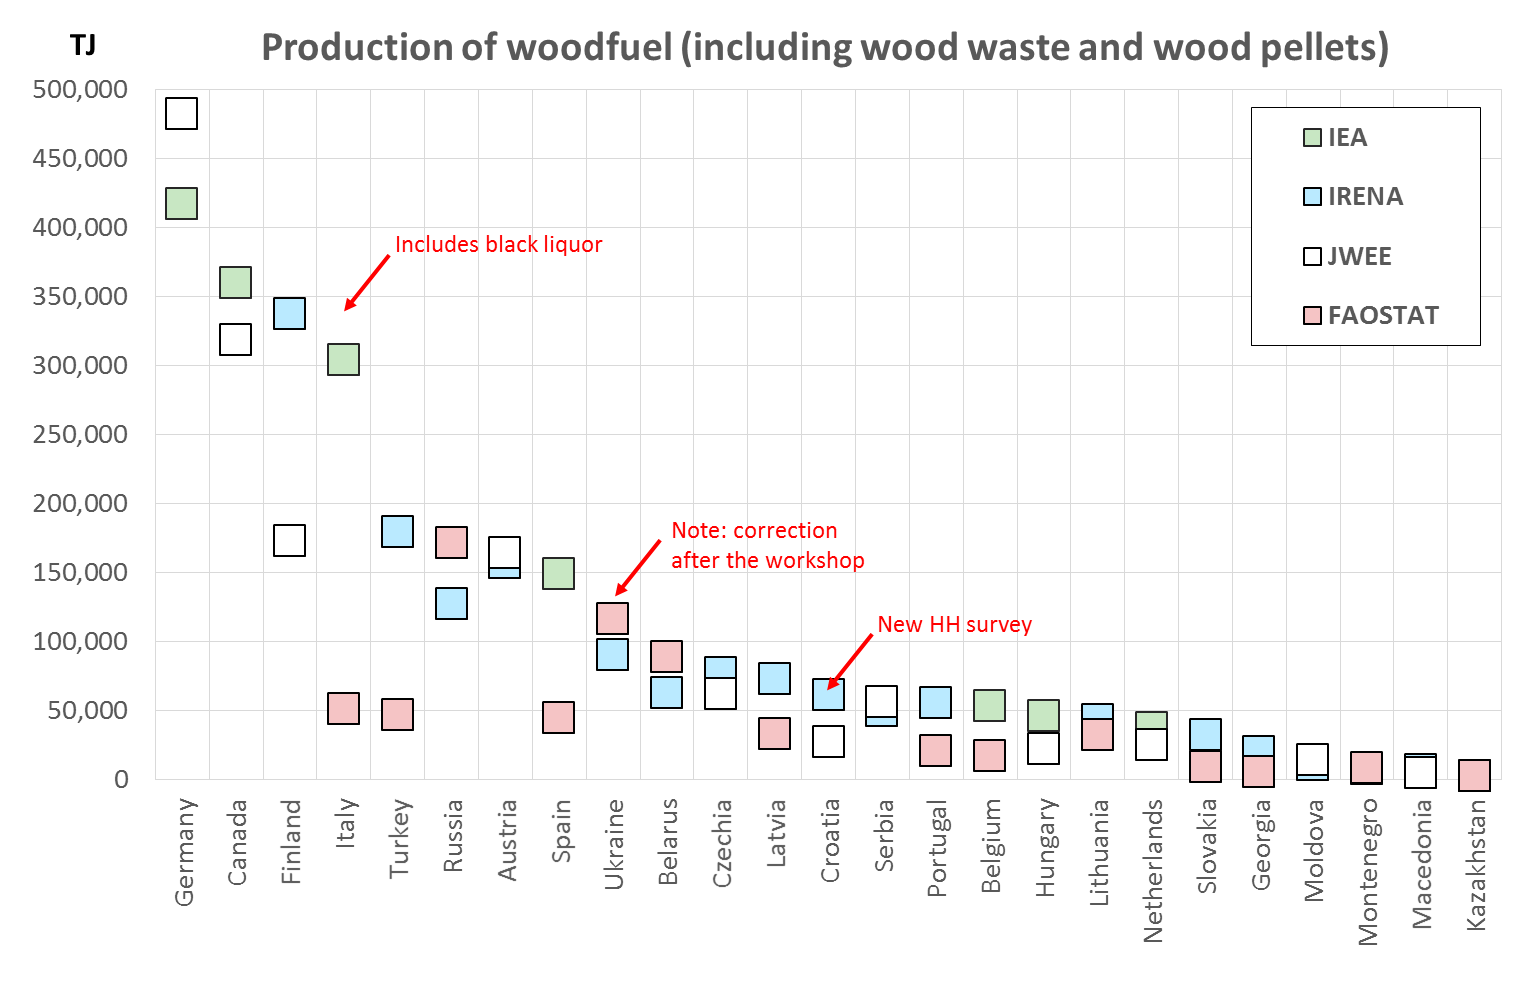 TJ
Production of woodfuel (including wood waste and wood pellets)
500,000
450,000
400,000
350,000
300,000
250,000
200,000
150,000
100,000
50,000
0
IEA
IRENA
JWEE
FAOSTAT
Includes black liquor
Note: correction
after the workshop
New HH survey
Germany
Canada
Finland
Italy
Turkey
Russia
Austria
Spain
Ukraine
Belarus
Czechia
Latvia
Croatia
Serbia
Portugal
Belgium
Hungary
Lithuania
Netherlands
Slovakia
Georgia
Moldova
Montenegro
Macedonia
Kazakhstan